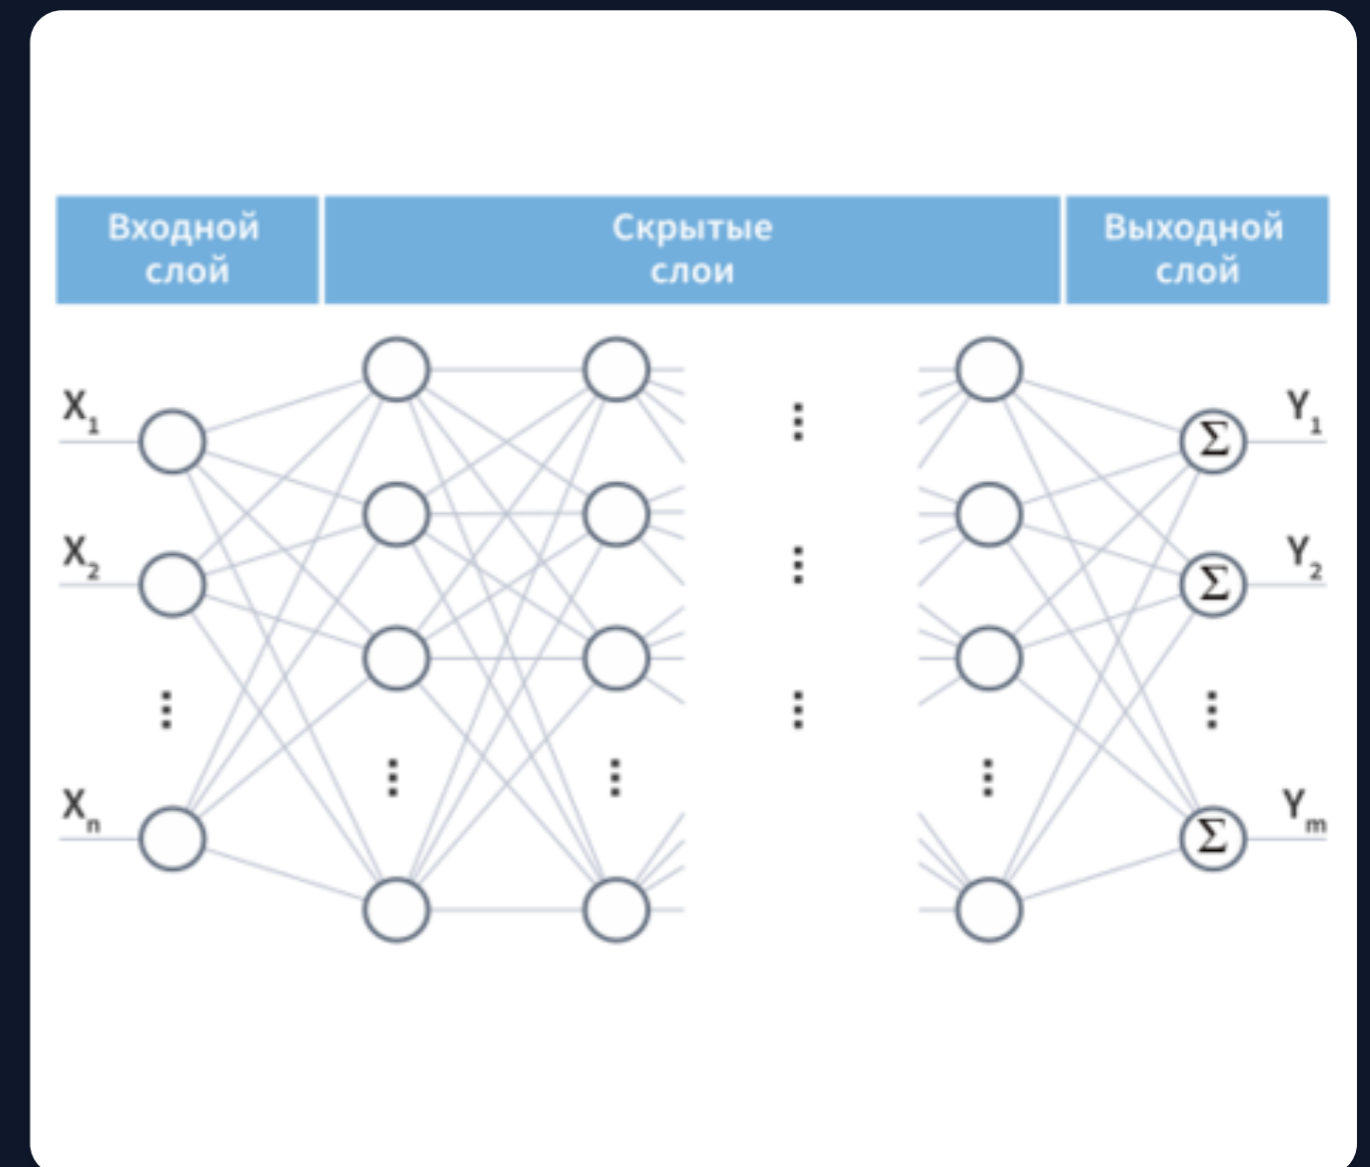 Входной
слой
Скрытые
слои
Выходной
слой
X₁
X₂
Xₙ
Σ
Σ
Σ
Y₁
Y₂
Yₘ